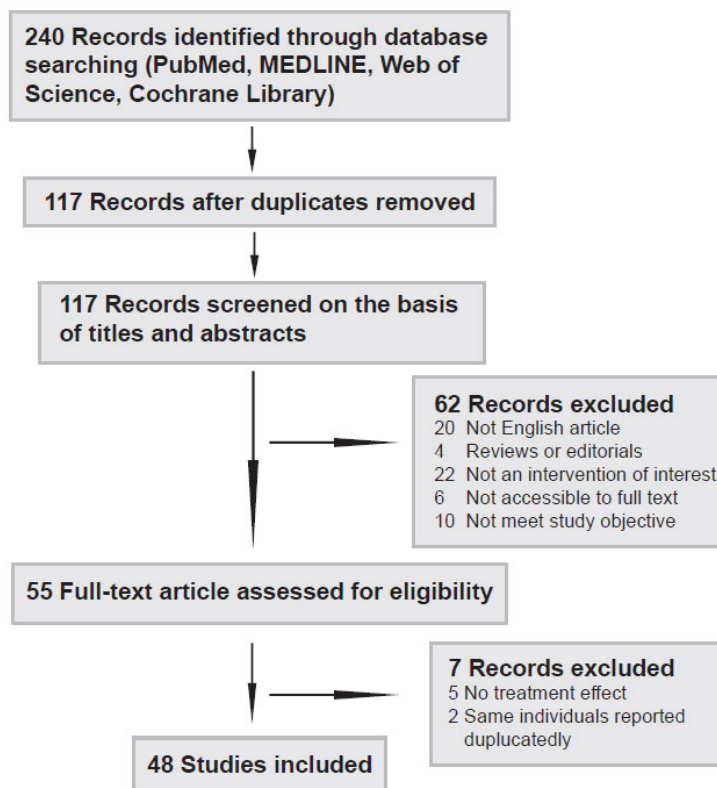 240 Records identified through database
searching (PubMed, MEDLINE, Web of
Science, Cochrane Library)
117 Records after duplicates removed
117 Records screened on the basis
of titles and abstracts
62 Records excluded
20 Not English article
4 Reviews or editorials
22 Not an intervention of interest
6 Not accessible to full text
10 Not meet study objective
55 Full-text article assessed for eligibility
7 Records excluded
5 No treatment effect
2 Same individuals reported
duplucatedly
48 Studies included